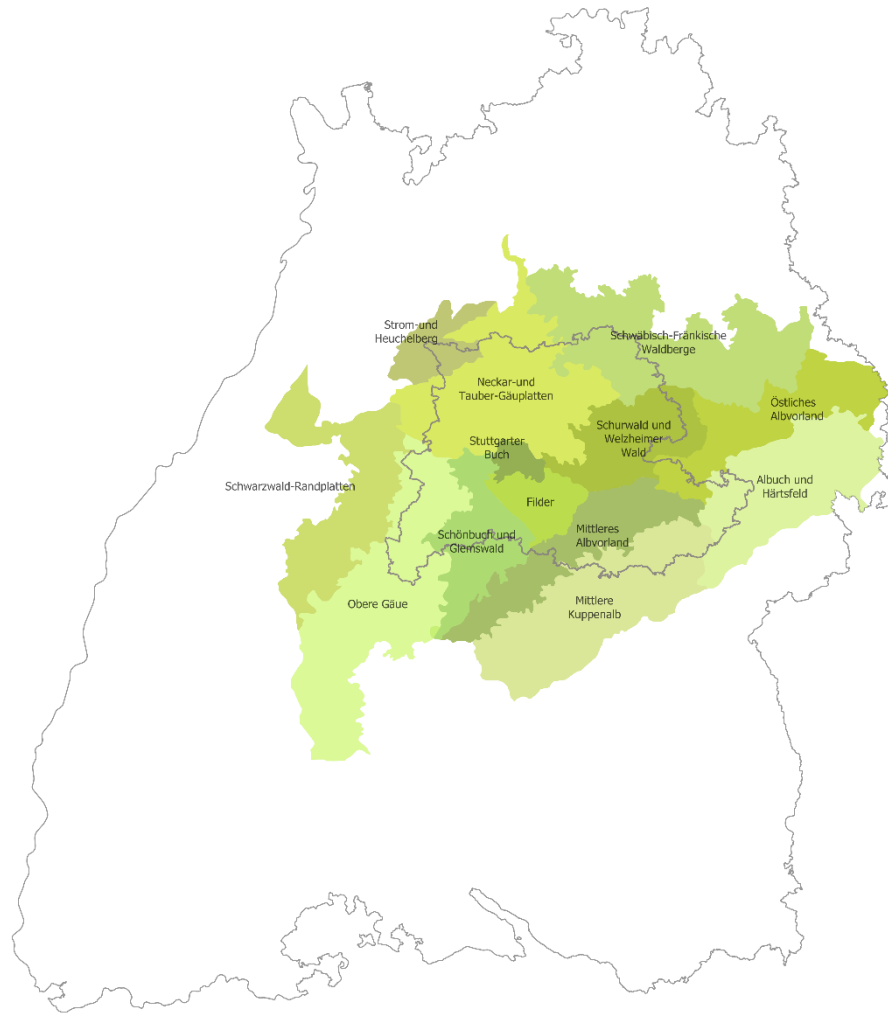 Strom-und
Heuchelberg
Schwäbisch-Fränkische
Waldberge
Neckar-und
Tauber-Gäuplatten
Östliches
Albvorland
Stuttgarter
Buch
Schurwald und
Welzheimer
Wald
Schwarzwald-Randplatten
Filder
Albuch und
Härtsfeld
Schönbuch und
Glemswald
Mittleres
Albvorland
Obere Gäue
Mittlere
Kuppenalb